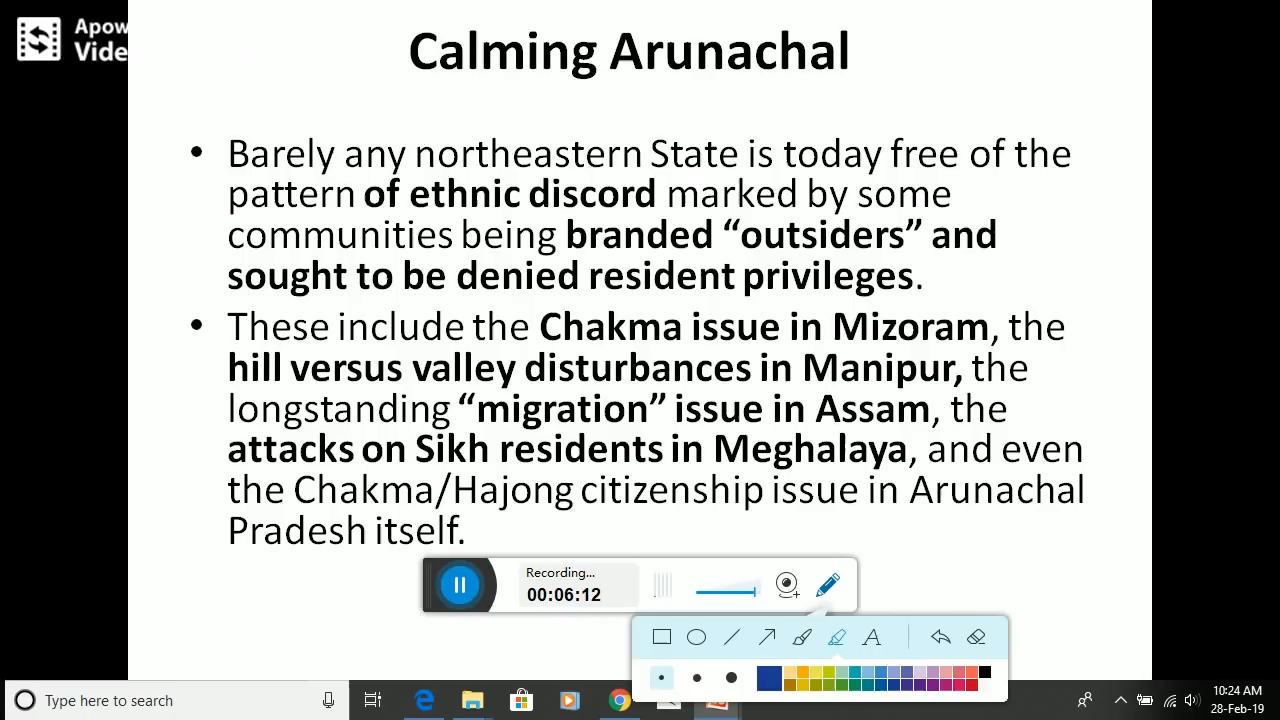 Apow
Vide
Calming Arunachal
• Barely any northeastern State is today free of the
pattern of ethnic discord marked by some
communities being branded “outsiders” and
sought to be denied resident privileges.
• These include the Chakma issue in Mizoram, the
hill versus valley disturbances in Manipur, the
longstanding “migration” issue in Assam, the
attacks on Sikh residents in Meghalaya, and even
the Chakma/Hajong citizenship issue in Arunachal
Pradesh itself.
Recording...
00:06:12
A
Type here to search
10:24 AM
28-Feb-19